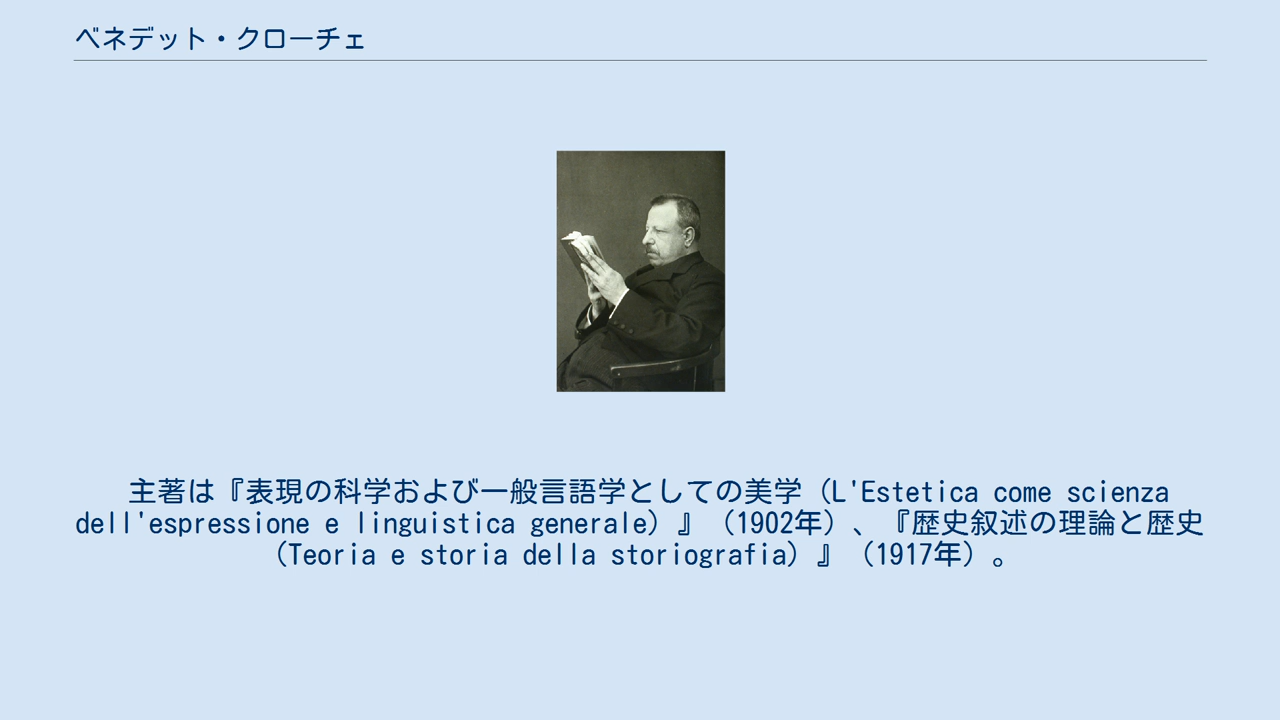 ベネデット・クローチェ
主著は『表現の科学および一般言語学としての美学（L'Estetica come scienza
dell'espressione e linguistica generale）』（1902年）、『歴史叙述の理論と歴史
（Teoria e storia della storiografia）』（1917年）。